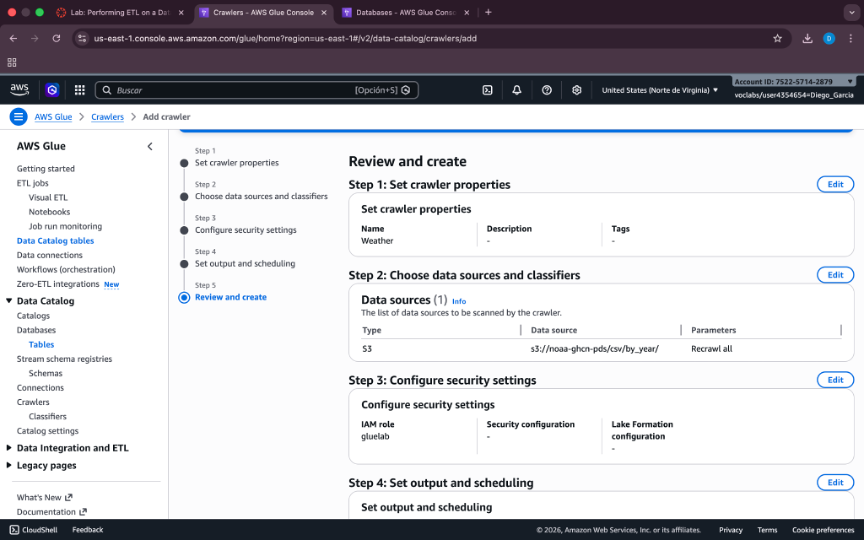 Lab: Performing ETL on a Dat
Crawlers - AWS Glue Console
Databases - AWS Glue Consol
us-east-1.console.aws.amazon.com/glue/home?region=us-east-1#/v2/data-catalog/crawlers/add
D
aws
Buscar
[Opción+S]
United States (Norte de Virginia)
Account ID: 7522-5714-2879
voclabs/user4354654=Diego_Garcia
AWS Glue > Crawlers > Add crawler
AWS Glue
Getting started
ETL jobs
Visual ETL
Notebooks
Job run monitoring
Data Catalog tables
Data connections
Workflows (orchestration)
Zero-ETL integrations New
Data Catalog
Catalogs
Databases
Tables
Stream schema registries
Schemas
Connections
Crawlers
Classifiers
Catalog settings
Data Integration and ETL
Legacy pages
What's New
Documentation
Step 1
Set crawler properties
Step 2
Choose data sources and classifiers
Step 3
Configure security settings
Step 4
Set output and scheduling
Step 5
Review and create
Review and create
Step 1: Set crawler properties
Edit
Set crawler properties
Name Description Tags
Weather - -
Step 2: Choose data sources and classifiers
Edit
Data sources (1) Info
The list of data sources to be scanned by the crawler.
Type Data source Parameters
S3 s3://noaa-ghcn-pds/csv/by_year/ Recrawl all
Step 3: Configure security settings
Edit
Configure security settings
IAM role Security configuration Lake Formation configuration
gluelab - -
Step 4: Set output and scheduling
Edit
Set output and scheduling
CloudShell Feedback
© 2026, Amazon Web Services, Inc. or its affiliates. Privacy Terms Cookie preferences